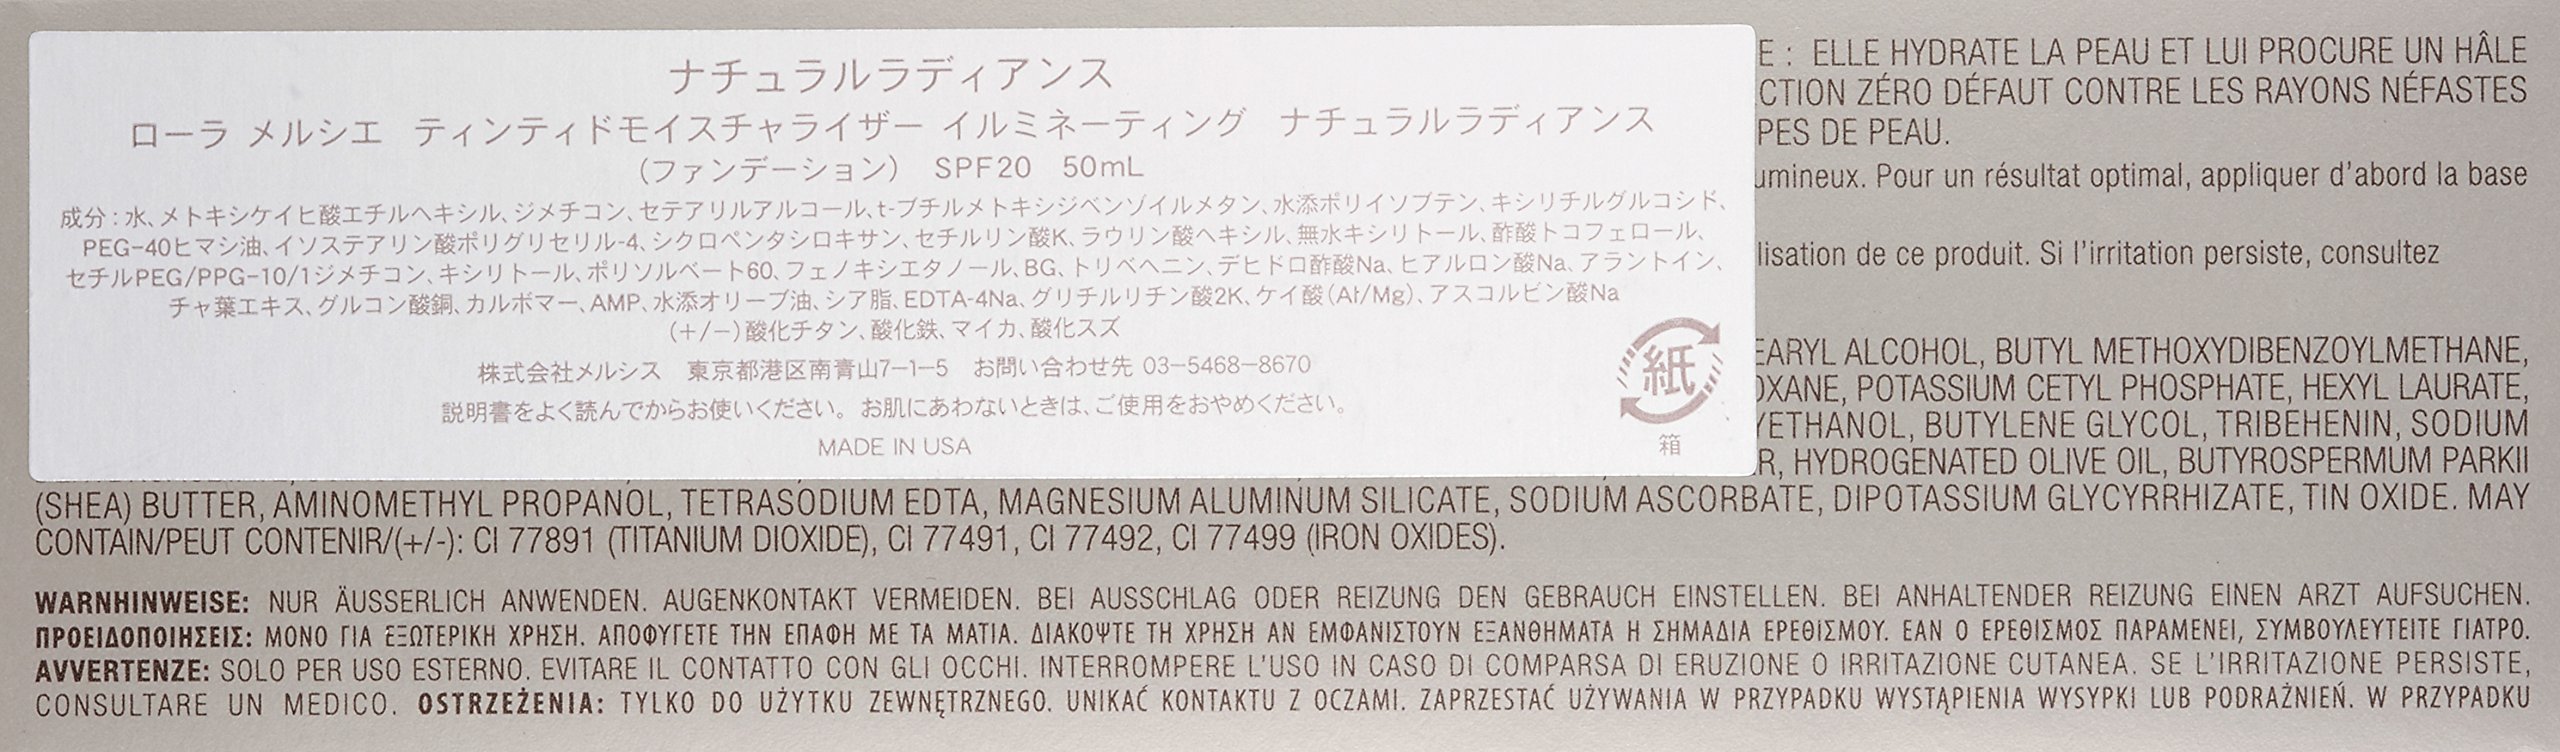 ナチュラルラディアンス
ローラ メルシエ ティンティドモイスチャライザー イルミネーティング ナチュラルラディアンス
（ファンデーション） SPF20 50mL
成分：水、メトキシケイヒ酸エチルヘキシル、ジメチコン、セテアリルアルコール、t-ブチルメトキシジベンゾイルメタン、水添ポリイソブテン、キシリチルグルコシド、
PEG-40ヒマシ油、イソステアリン酸ポリグリセリル-4、シクロペンタシロキサン、セチルリン酸K、ラウリン酸ヘキシル、無水キシリトール、酢酸トコフェロール、
セチルPEG/PPG-10/1ジメチコン、キシリトール、ポリソルベート60、フェノキシエタノール、BG、トリベヘニン、デヒドロ酢酸Na、ヒアルロン酸Na、アラントイン、
チャ葉エキス、グルコン酸銅、カルボマー、AMP、水添オリーブ油、シア脂、EDTA-4Na、グリチルリチン酸2K、ケイ酸（Al/Mg）、アスコルビン酸Na
（+/−）酸化チタン、酸化鉄、マイカ、酸化スズ
株式会社メルシス 東京都港区南青山7−1−5 お問い合わせ先 03−5468−8670
説明書をよく読んでからお使いください。お肌にあわないときは、ご使用をおやめください。
MADE IN USA
紙
箱
E : ELLE HYDRATE LA PEAU ET LUI PROCURE UN HÂLE
CTION ZÉRO DÉFAUT CONTRE LES RAYONS NÉFASTES
PES DE PEAU.
umineux. Pour un résultat optimal, appliquer d'abord la base
lisation de ce produit. Si l'irritation persiste, consultez
EARYL ALCOHOL, BUTYL METHOXYDIBENZOYLMETHANE,
OXANE, POTASSIUM CETYL PHOSPHATE, HEXYL LAURATE,
YETHANOL, BUTYLENE GLYCOL, TRIBEHENIN, SODIUM
R, HYDROGENATED OLIVE OIL, BUTYROSPERMUM PARKII
(SHEA) BUTTER, AMINOMETHYL PROPANOL, TETRASODIUM EDTA, MAGNESIUM ALUMINUM SILICATE, SODIUM ASCORBATE, DIPOTASSIUM GLYCYRRHIZATE, TIN OXIDE. MAY
CONTAIN/PEUT CONTENIR/(+/-): CI 77891 (TITANIUM DIOXIDE), CI 77491, CI 77492, CI 77499 (IRON OXIDES).
WARNHINWEISE: NUR ÄUSSERLICH ANWENDEN. AUGENKONTAKT VERMEIDEN. BEI AUSSCHLAG ODER REIZUNG DEN GEBRAUCH EINSTELLEN. BEI ANHALTENDER REIZUNG EINEN ARZT AUFSUCHEN.
ΠΡΟΕΙΔΟΠΟΙΗΣΕΙΣ: ΜΟΝΟ ΓΙΑ ΕΞΩΤΕΡΙΚΗ ΧΡΗΣΗ. ΑΠΟΦΥΓΕΤΕ ΤΗΝ ΕΠΑΦΗ ΜΕ ΤΑ ΜΑΤΙΑ. ΔΙΑΚΟΨΤΕ ΤΗ ΧΡΗΣΗ ΑΝ ΕΜΦΑΝΙΣΤΟΥΝ ΕΞΑΝΘΗΜΑΤΑ Η ΣΗΜΑΔΙΑ ΕΡΕΘΙΣΜΟΥ. ΕΑΝ Ο ΕΡΕΘΙΣΜΟΣ ΠΑΡΑΜΕΝΕΙ, ΣΥΜΒΟΥΛΕΥΤΕΙΤΕ ΓΙΑΤΡΟ.
AVVERTENZE: SOLO PER USO ESTERNO. EVITARE IL CONTATTO CON GLI OCCHI. INTERROMPERE L'USO IN CASO DI COMPARSA DI ERUZIONE O IRRITAZIONE CUTANEA. SE L'IRRITAZIONE PERSISTE,
CONSULTARE UN MEDICO. OSTRZEŻENIA: TYLKO DO UŻYTKU ZEWNĘTRZNEGO. UNIKAĆ KONTAKTU Z OCZAMI. ZAPRZESTAĆ UŻYWANIA W PRZYPADKU WYSTĄPIENIA WYSYPKI LUB PODRAŻNIEŃ. W PRZYPADKU